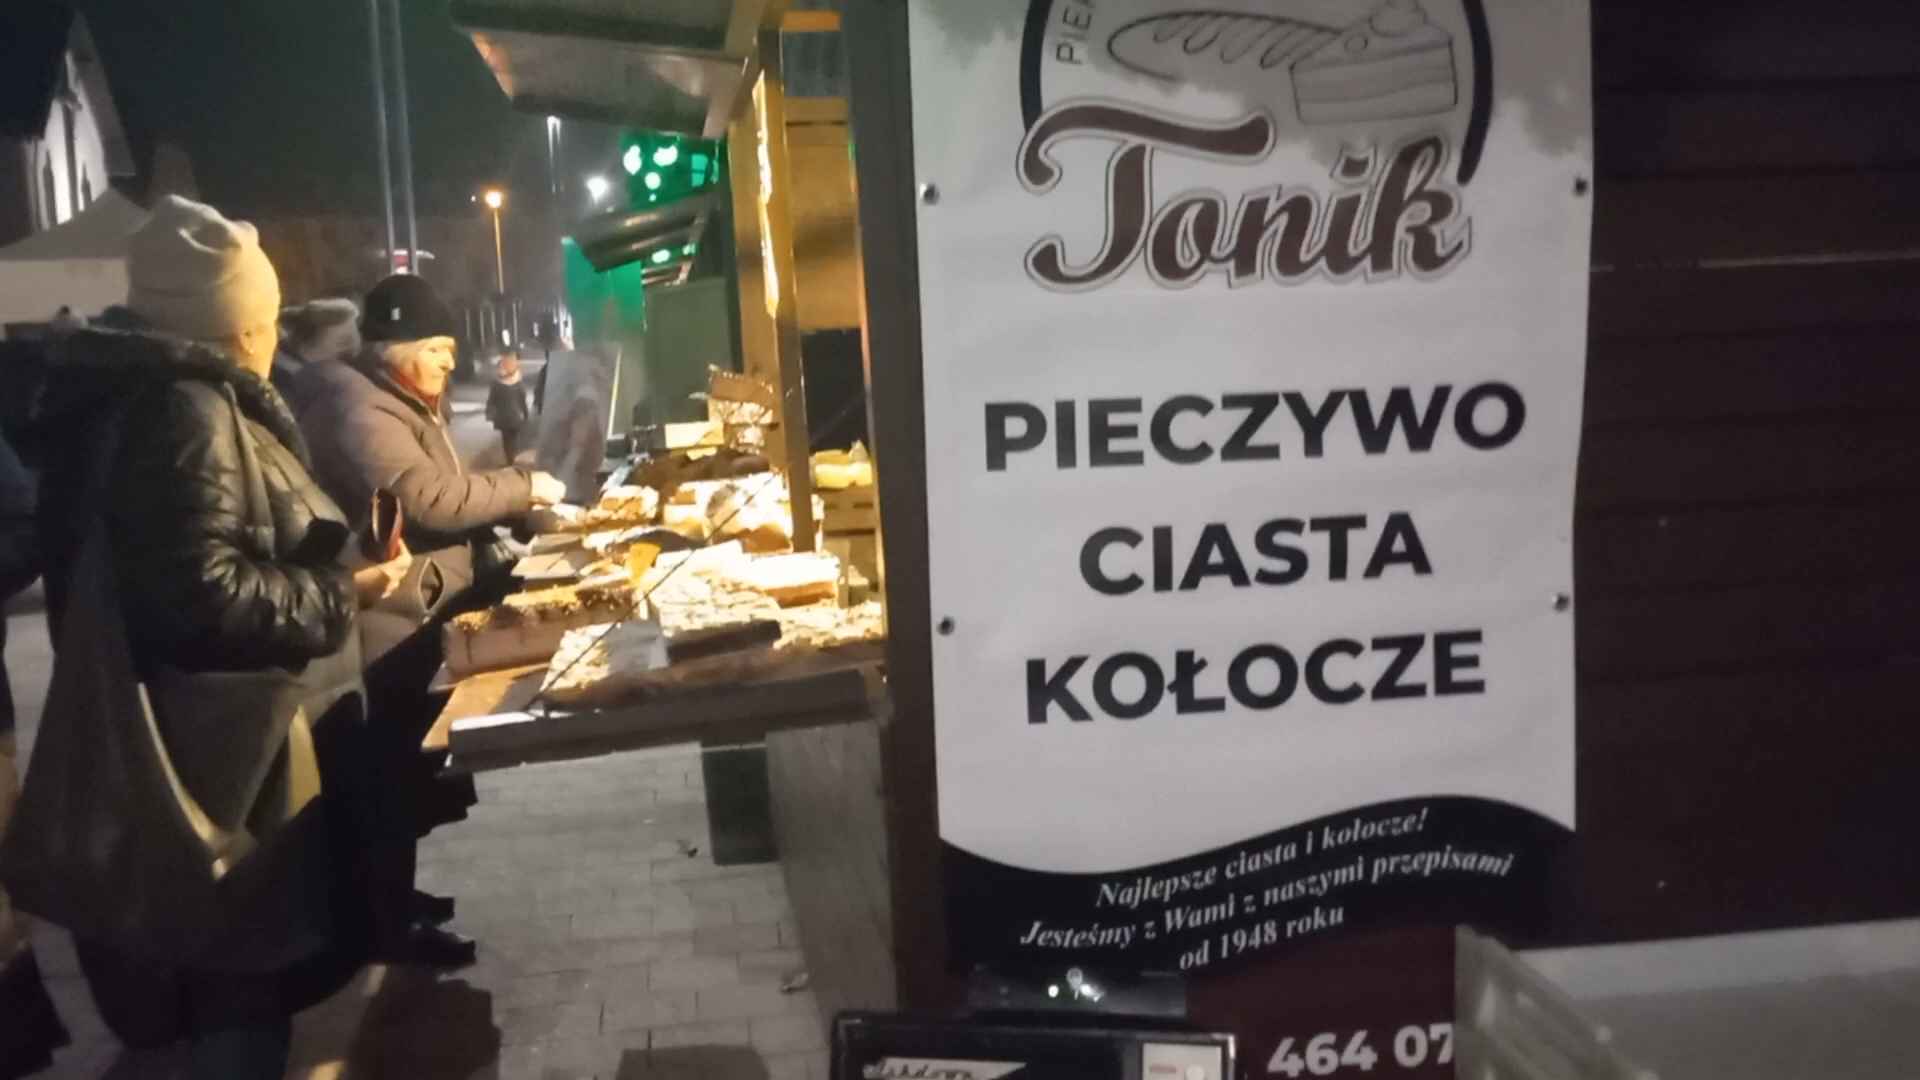 Tonik
PIECZYWO
CIASTA
KOŁOCZE
Najlepsze ciasta i kołocze!
Jesteśmy z Wami z naszymi przepisami
od 1948 roku
464 07